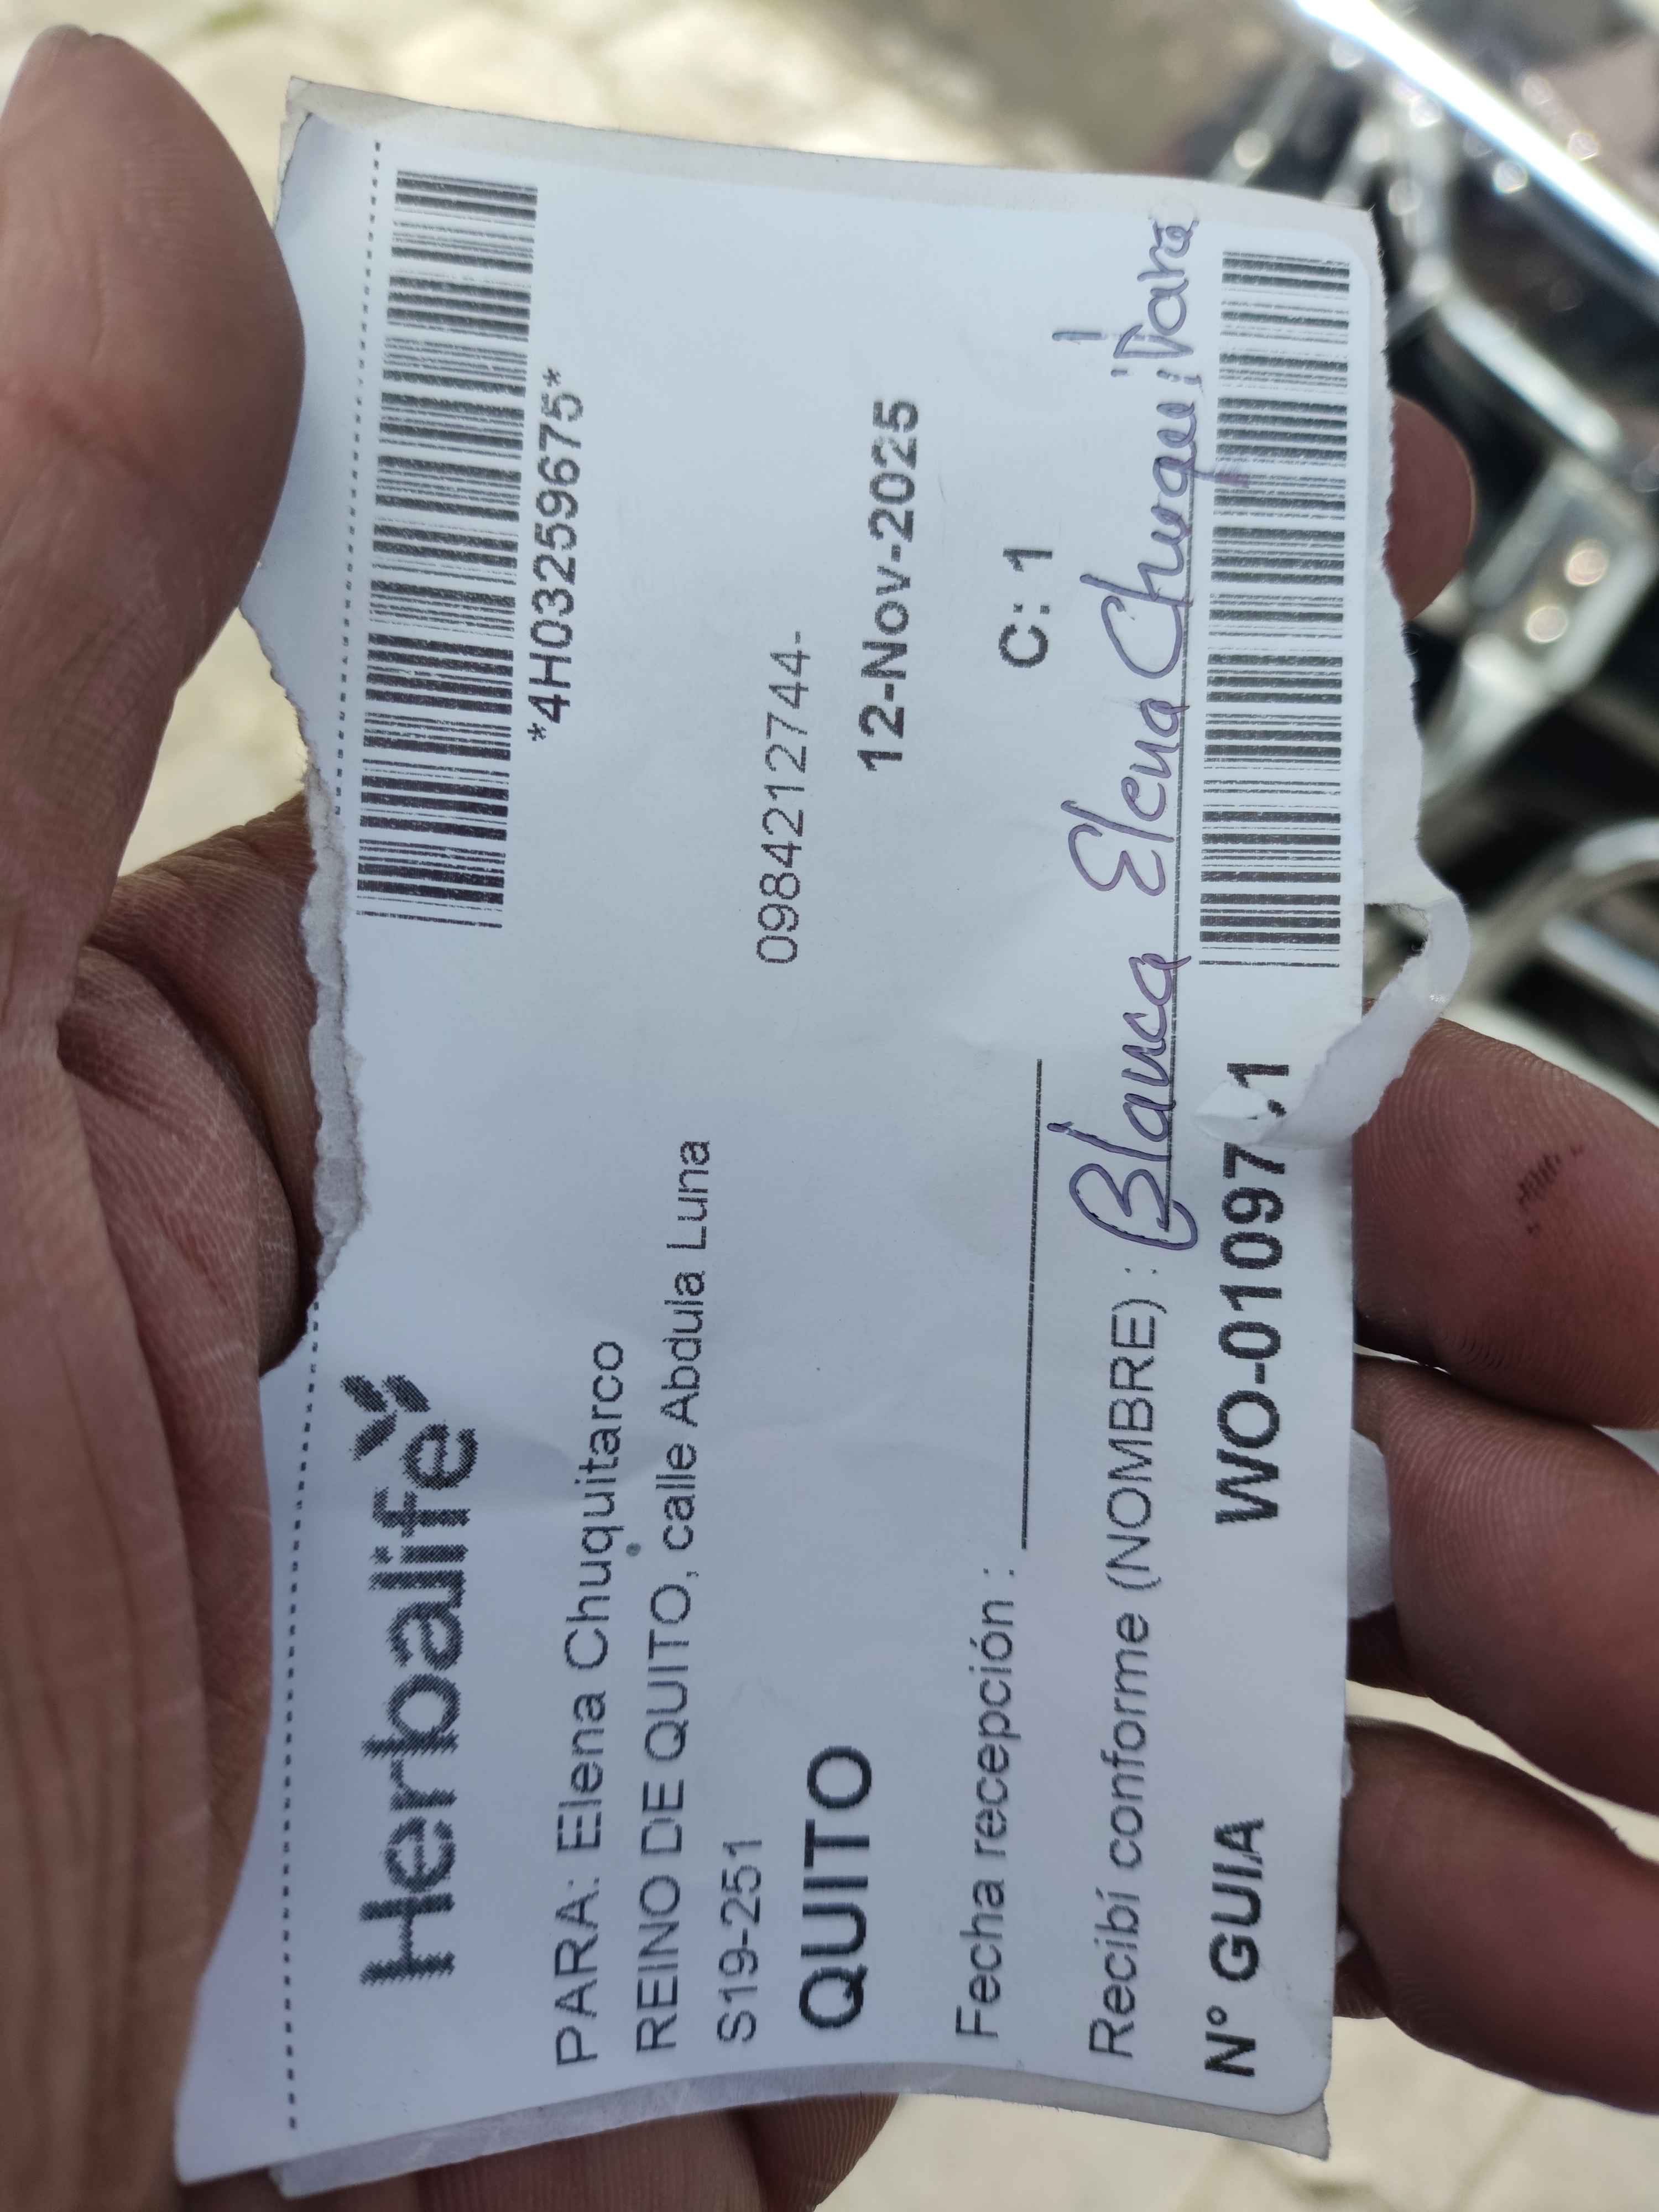 Herbalife
*4H03259675*
PARA: Elena Chuquitarco
REINO DE QUITO, calle Abdula Luna
S19-251
0984212744-
QUITO
12-Nov-2025
Fecha recepción :
C: 1
Recibí conforme (NOMBRE) : Blanca Elena
N° GUIA WO-01097.1